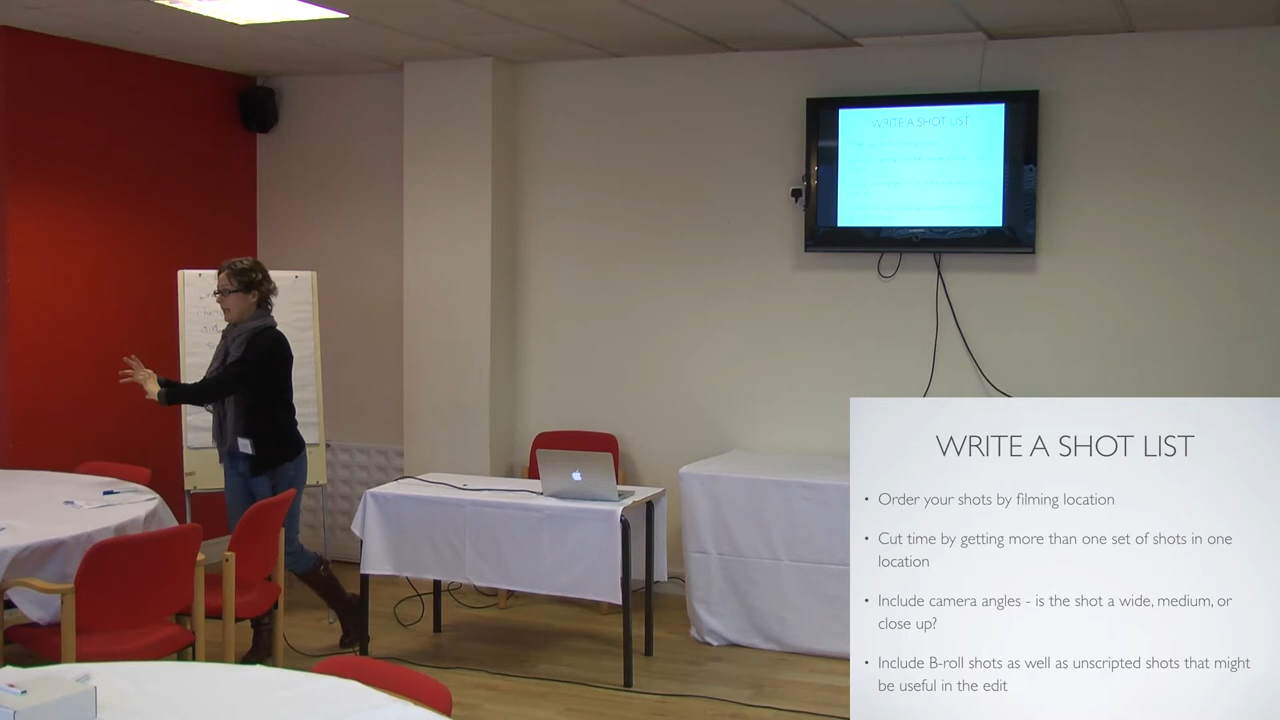 WRITE A SHOT LIST
WRITE A SHOT LIST
• Order your shots by filming location
• Cut time by getting more than one set of shots in one
location
• Include camera angles - is the shot a wide, medium, or
close up?
• Include B-roll shots as well as unscripted shots that might
be useful in the edit